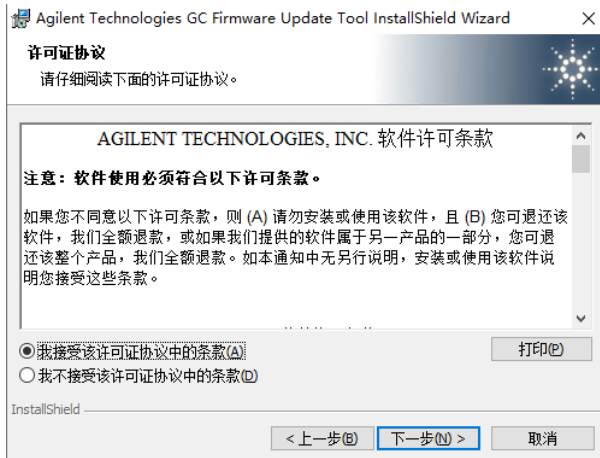 Agilent Technologies GC Firmware Update Tool InstallShield Wizard
许可证协议
请仔细阅读下面的许可证协议。
AGILENT TECHNOLOGIES, INC. 软件许可条款
注意：软件使用必须符合以下许可条款。
如果您不同意以下许可条款，则 (A) 请勿安装或使用该软件，且 (B) 您可退还该
软件，我们全额退款，或如果我们提供的软件属于另一产品的一部分，您可退
还该整个产品，我们全额退款。如本通知中无另行说明，安装或使用该软件说
明您接受这些条款。
我接受该许可证协议中的条款(A)
打印(P)
我不接受该许可证协议中的条款(D)
InstallShield
< 上一步(B)
下一步(N) >
取消